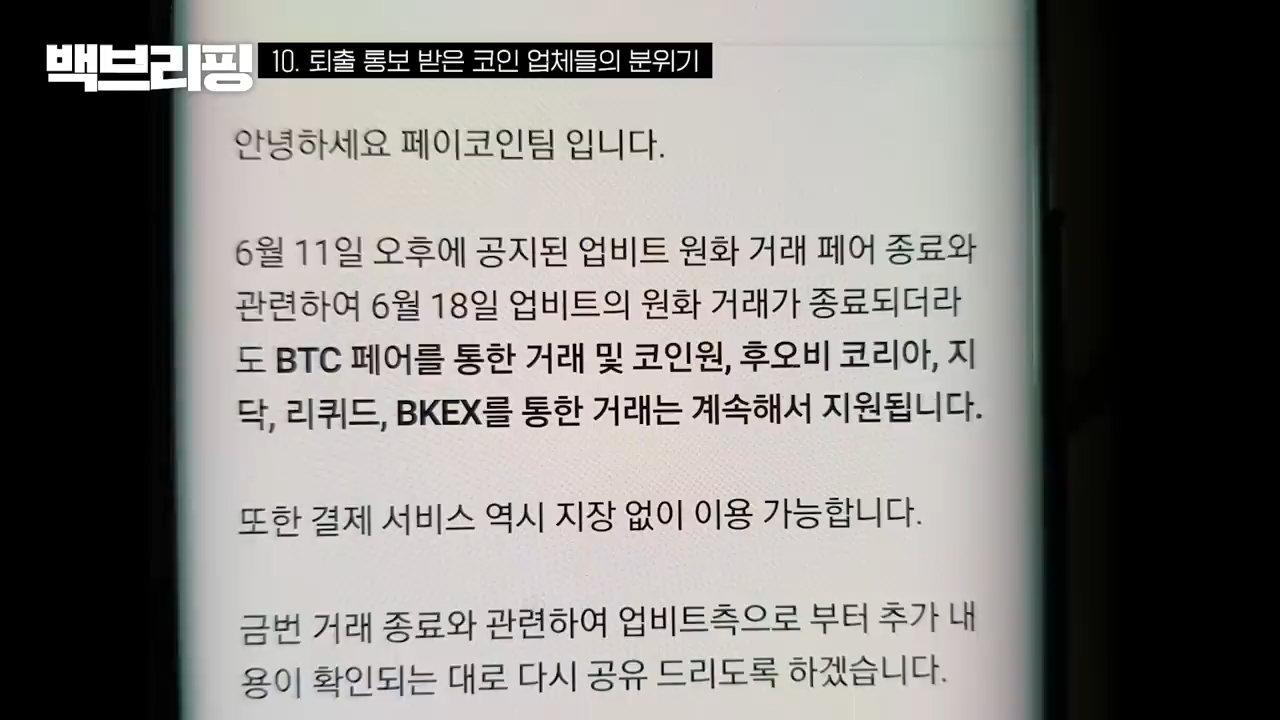 백브리핑
10. 퇴출 통보 받은 코인 업체들의 분위기
안녕하세요 페이코인팀 입니다.
6월 11일 오후에 공지된 업비트 원화 거래 페어 종료와
관련하여 6월 18일 업비트의 원화 거래가 종료되더라
도 BTC 페어를 통한 거래 및 코인원, 후오비 코리아, 지
닥, 리퀴드, BKEX를 통한 거래는 계속해서 지원됩니다.
또한 결제 서비스 역시 지장 없이 이용 가능합니다.
금번 거래 종료와 관련하여 업비트측으로 부터 추가 내
용이 확인되는 대로 다시 공유 드리도록 하겠습니다.